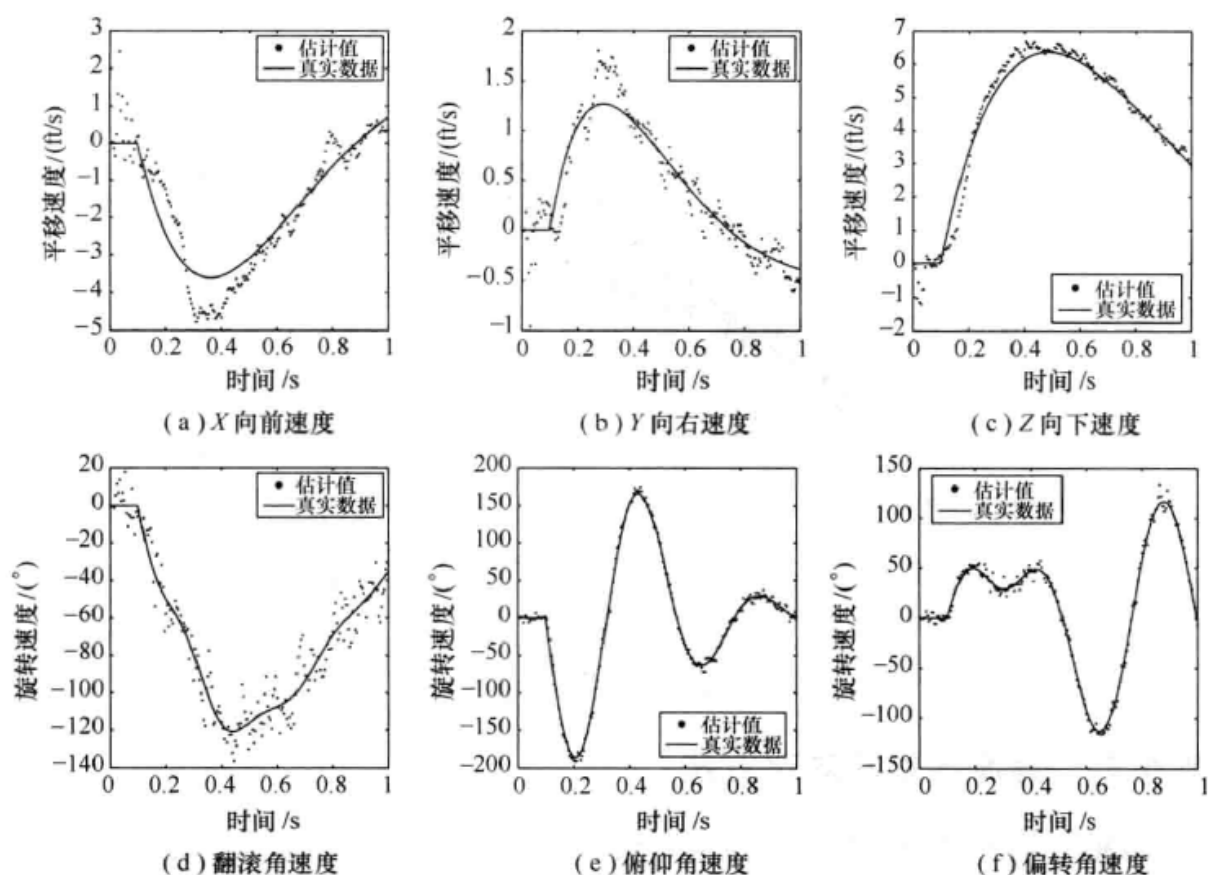 3
2
1
0
−1
−2
−3
−4
−5
0 0.2 0.4 0.6 0.8 1
平移速度/(ft/s)
时间 /s
估计值
真实数据
(a)X向前速度
2
1.5
1
0.5
0
−0.5
−1
0 0.2 0.4 0.6 0.8 1
平移速度/(ft/s)
时间 /s
估计值
真实数据
(b)Y向右速度
7
6
5
4
3
2
1
0
−1
−2
0 0.2 0.4 0.6 0.8 1
平移速度/(ft/s)
时间 /s
估计值
真实数据
(c)Z向下速度
20
0
−20
−40
−60
−80
−100
−120
−140
0 0.2 0.4 0.6 0.8 1
旋转速度/(°)
时间 /s
估计值
真实数据
(d)翻滚角速度
200
150
100
50
0
−50
−100
−150
−200
0 0.2 0.4 0.6 0.8 1
旋转速度/(°)
时间 /s
估计值
真实数据
(e)俯仰角速度
150
100
50
0
−50
−100
−150
0 0.2 0.4 0.6 0.8 1
旋转速度/(°)
时间 /s
估计值
真实数据
(f)偏转角速度